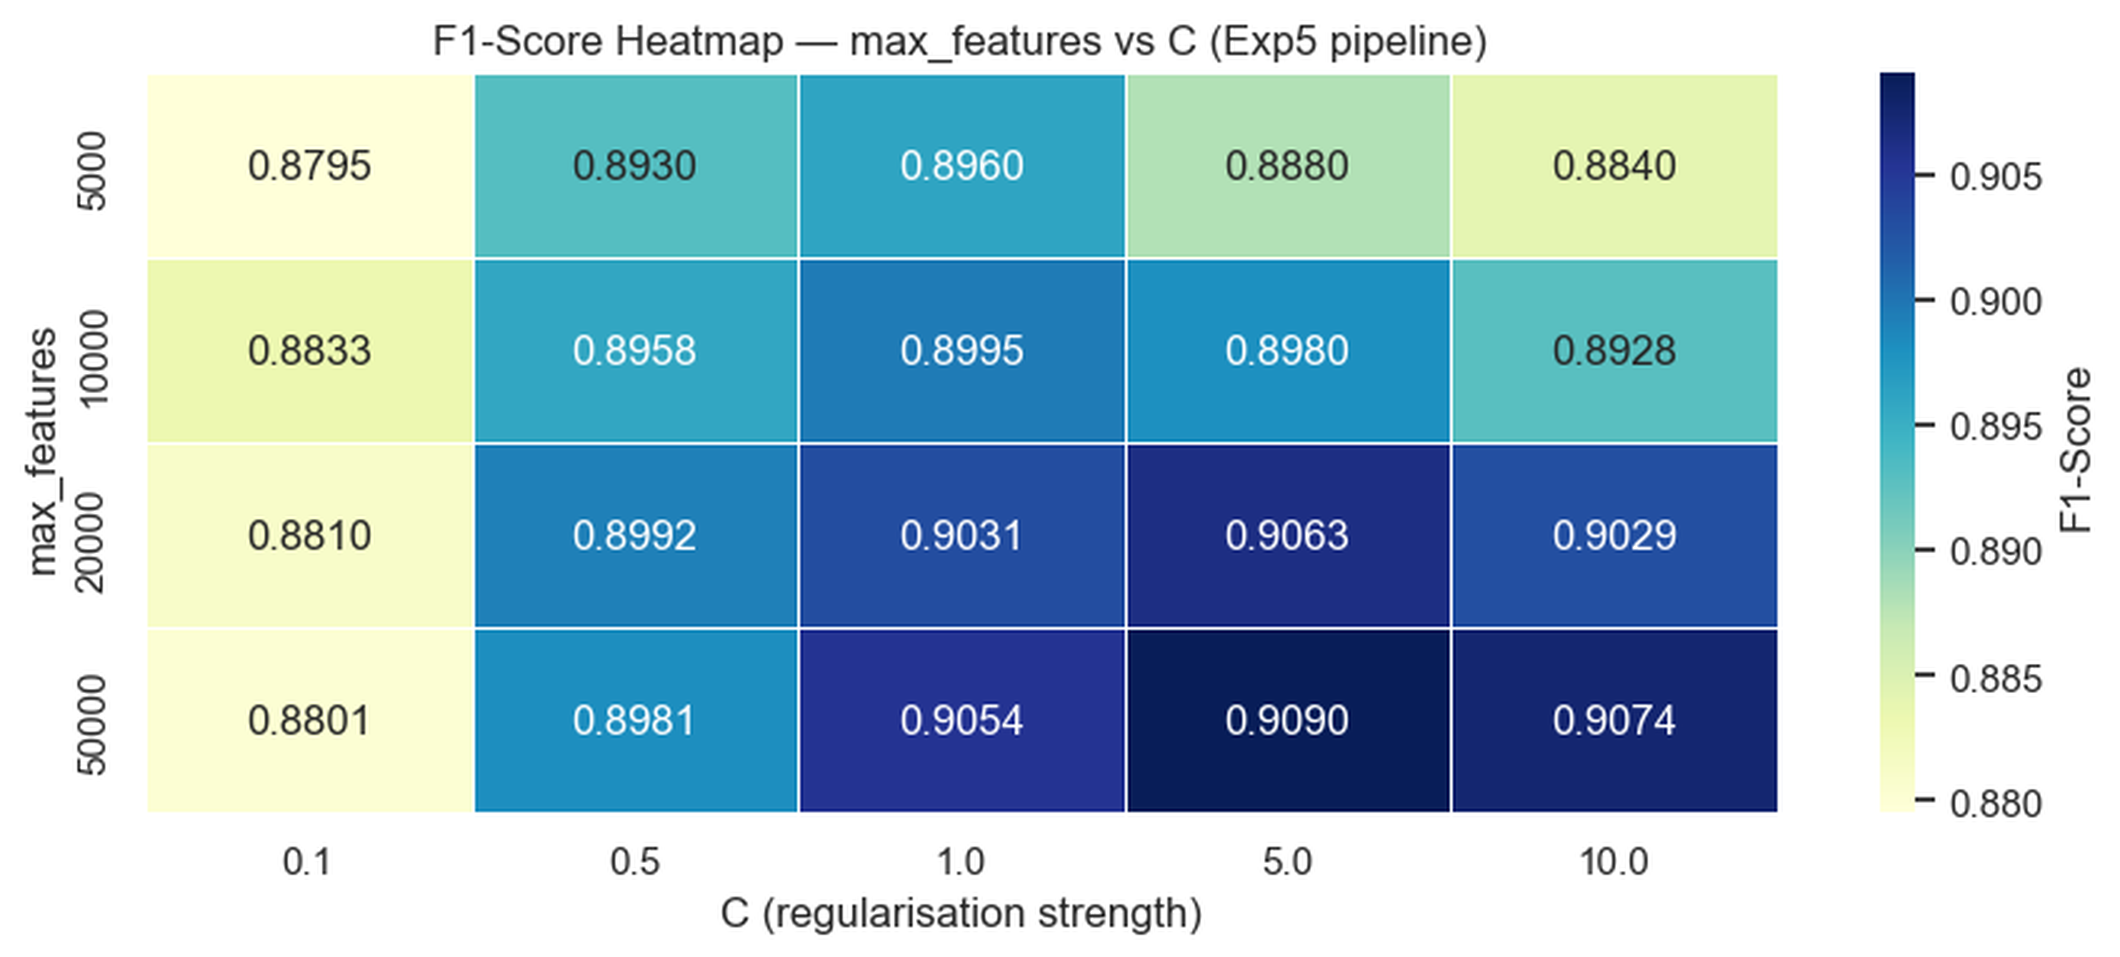 F1-Score Heatmap — max_features vs C (Exp5 pipeline)
max_features
5000 0.8795 0.8930 0.8960 0.8880 0.8840
10000 0.8833 0.8958 0.8995 0.8980 0.8928
20000 0.8810 0.8992 0.9031 0.9063 0.9029
50000 0.8801 0.8981 0.9054 0.9090 0.9074
0.1 0.5 1.0 5.0 10.0
C (regularisation strength)
0.905
0.900
0.895
0.890
0.885
0.880
F1-Score